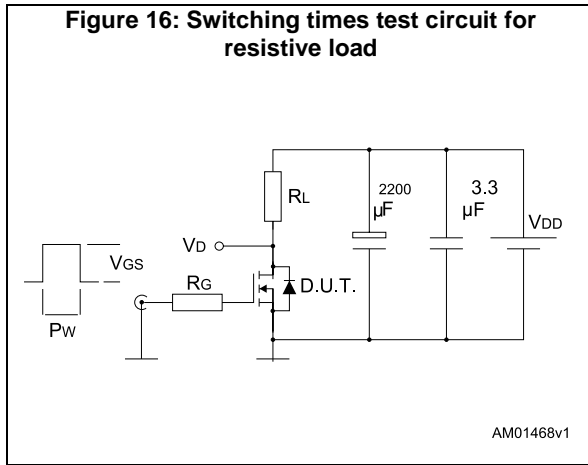 Figure 16: Switching times test circuit for
resistive load
RL
2200
μF
3.3
μF
VDD
VD
VGS
RG
D.U.T.
PW
AM01468v1